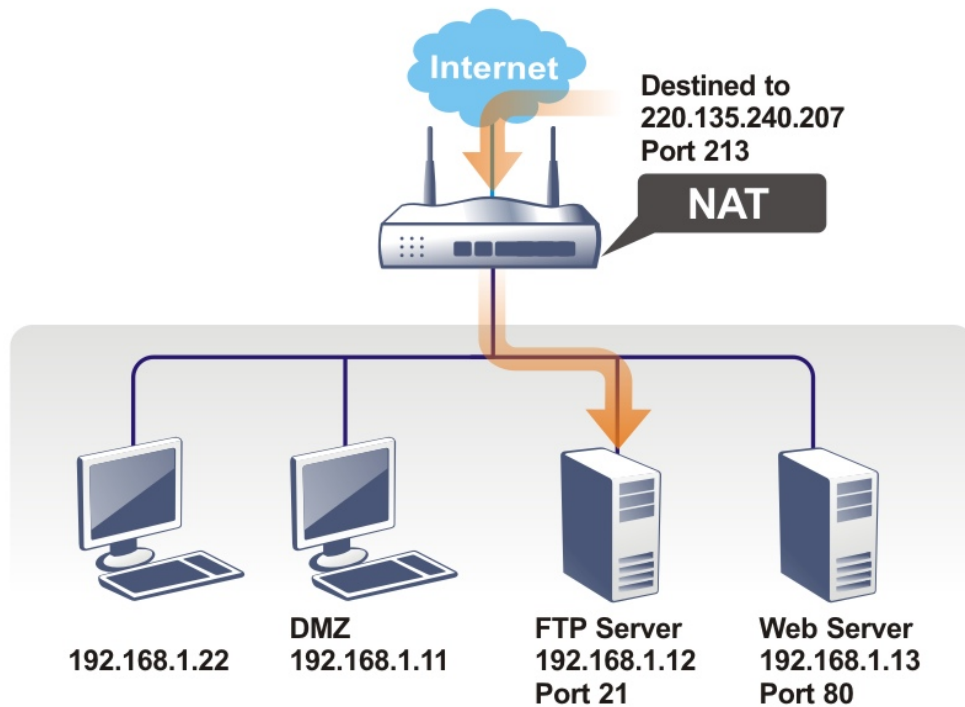 Internet
Destined to
220.135.240.207
Port 213
NAT
192.168.1.22
DMZ
192.168.1.11
FTP Server
192.168.1.12
Port 21
Web Server
192.168.1.13
Port 80